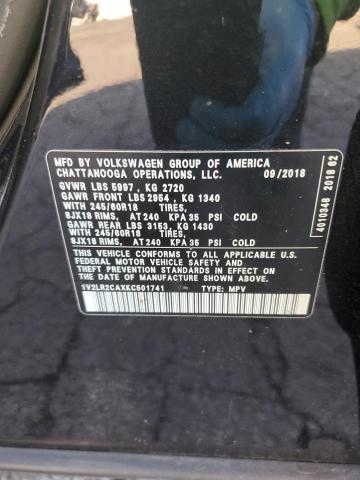 MFD BY VOLKSWAGEN GROUP OF AMERICA
CHATTANOOGA OPERATIONS, LLC. 09/2018
GVWR LBS 5997 , KG 2720
GAWR FRONT LBS 2954 , KG 1340
WITH 245/60R18 TIRES,
8JX18 RIMS, AT 240 KPA 35 PSI COLD
GAWR REAR LBS 3153, KG 1430
WITH 245/60R18 TIRES,
8JX18 RIMS, AT 240 KPA 35 PSI COLD
THIS VEHICLE CONFORMS TO ALL APPLICABLE
U.S. FEDERAL MOTOR VEHICLE SAFETY AND
THEFT PREVENTION STANDARDS IN EFFECT ON THE
DATE OF MANUFACTURE SHOWN ABOVE.
1V2LR2CAXKC501741 TYPE: MPV
4010348 2018 62